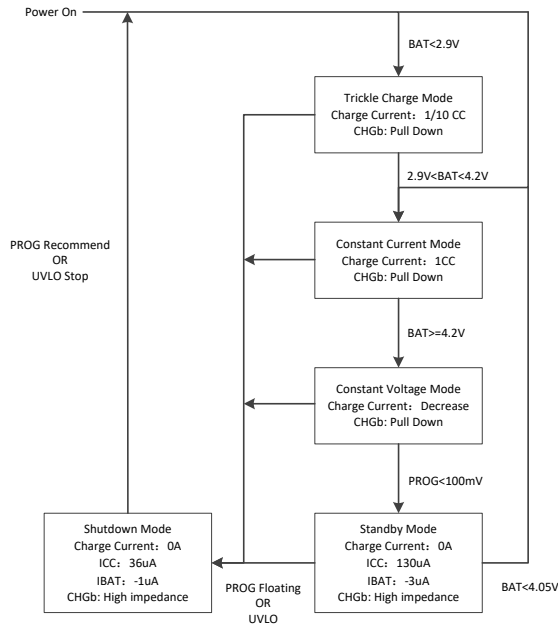 Power On
BAT<2.9V
Trickle Charge Mode
Charge Current：1/10 CC
CHGb: Pull Down
2.9V<BAT<4.2V
Constant Current Mode
Charge Current：1CC
CHGb: Pull Down
PROG Recommend
OR
UVLO Stop
BAT>=4.2V
Constant Voltage Mode
Charge Current：Decrease
CHGb: Pull Down
PROG<100mV
Shutdown Mode
Charge Current：0A
ICC：36uA
IBAT：-1uA
CHGb: High impedance
Standby Mode
Charge Current：0A
ICC：130uA
IBAT：-3uA
CHGb: High impedance
PROG Floating
OR
UVLO
BAT<4.05V